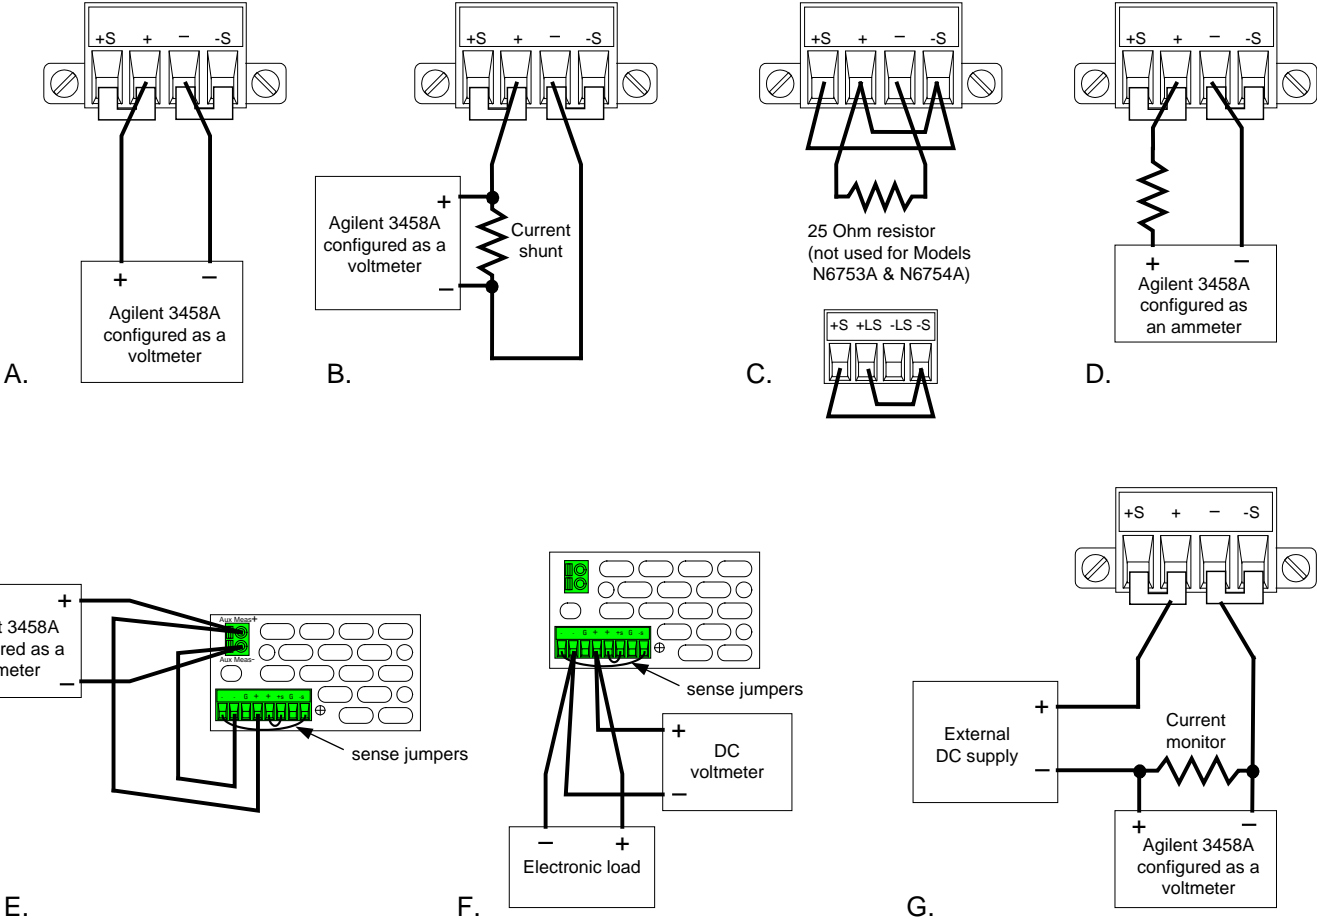 +S + – -S
Agilent 3458A
configured as a
voltmeter
+ –
A.
+S + – -S
Agilent 3458A
configured as a
voltmeter
+
–
Current
shunt
B.
+S + – -S
25 Ohm resistor
(not used for Models
N6753A & N6754A)
+S +LS -LS -S
C.
+S + – -S
+ –
Agilent 3458A
configured as
an ammeter
D.
+
t 3458A
red as a
meter
–
Aux Meas+
Aux Meas-
G + + +s G -s
sense jumpers
E.
G + + +s G -s
sense jumpers
+
DC
voltmeter
–
– +
Electronic load
F.
+S + – -S
+
External
DC supply
–
Current
monitor
+ –
Agilent 3458A
configured as a
voltmeter
G.